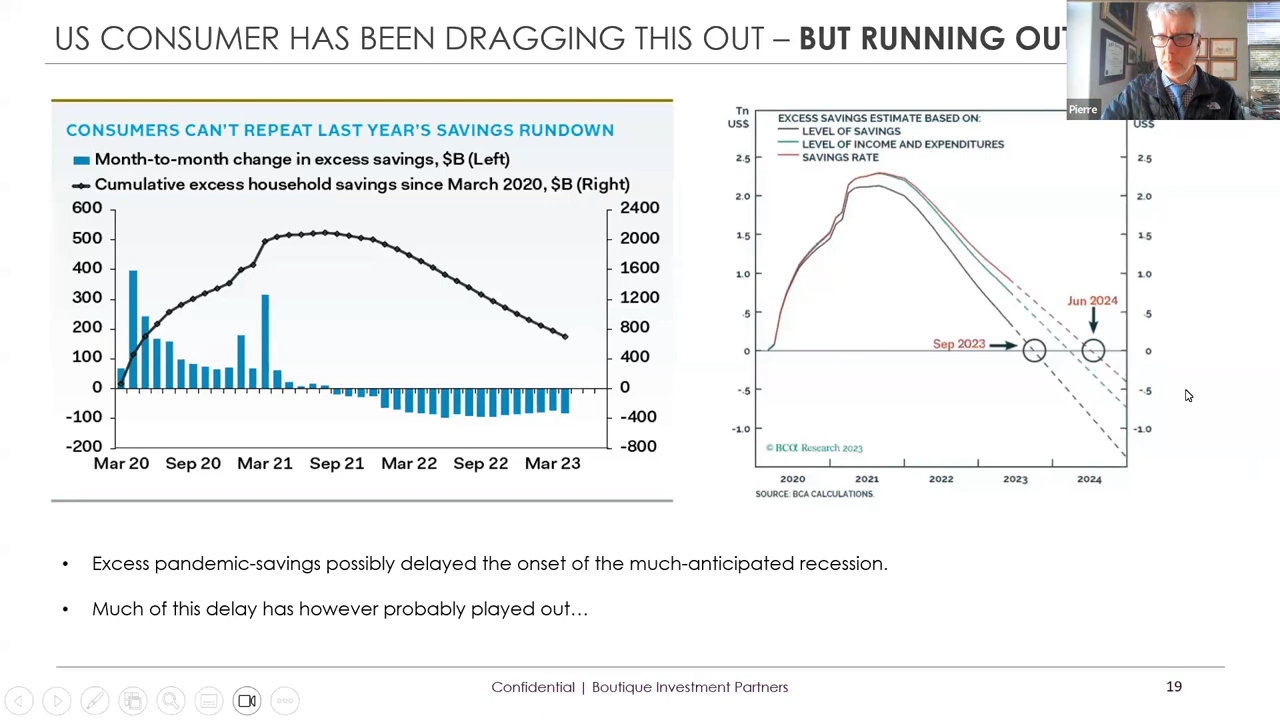 US CONSUMER HAS BEEN DRAGGING THIS OUT – BUT RUNNING OUT
Pierre
CONSUMERS CAN'T REPEAT LAST YEAR'S SAVINGS RUNDOWN
Month-to-month change in excess savings, $B (Left)
Cumulative excess household savings since March 2020, $B (Right)
600 2400
500 2000
400 1600
300 1200
200 800
100 400
0 0
-100 -400
-200 -800
Mar 20 Sep 20 Mar 21 Sep 21 Mar 22 Sep 22 Mar 23
Tn
US$ US$
EXCESS SAVINGS ESTIMATE BASED ON:
LEVEL OF SAVINGS
LEVEL OF INCOME AND EXPENDITURES
SAVINGS RATE
2.5 2.5
2.0 2.0
1.5 1.5
1.0 1.0
Jun 2024
.5 .5
Sep 2023
0 0
-.5 -.5
-1.0 -1.0
© BCα Research 2023
2020 2021 2022 2023 2024
SOURCE: BCA CALCULATIONS.
• Excess pandemic-savings possibly delayed the onset of the much-anticipated recession.
• Much of this delay has however probably played out…
Confidential | Boutique Investment Partners
19